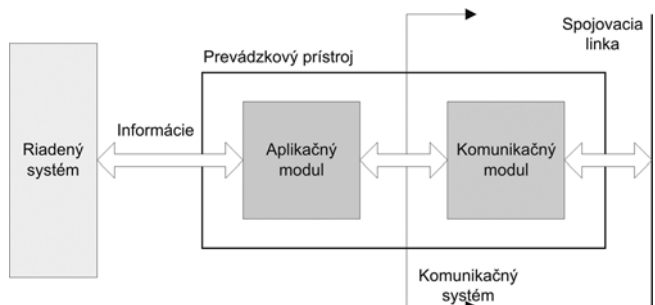 Spojovacia
linka
Prevádzkový prístroj
Informácie
Riadený
systém
Aplikačný
modul
Komunikačný
modul
Komunikačný
systém